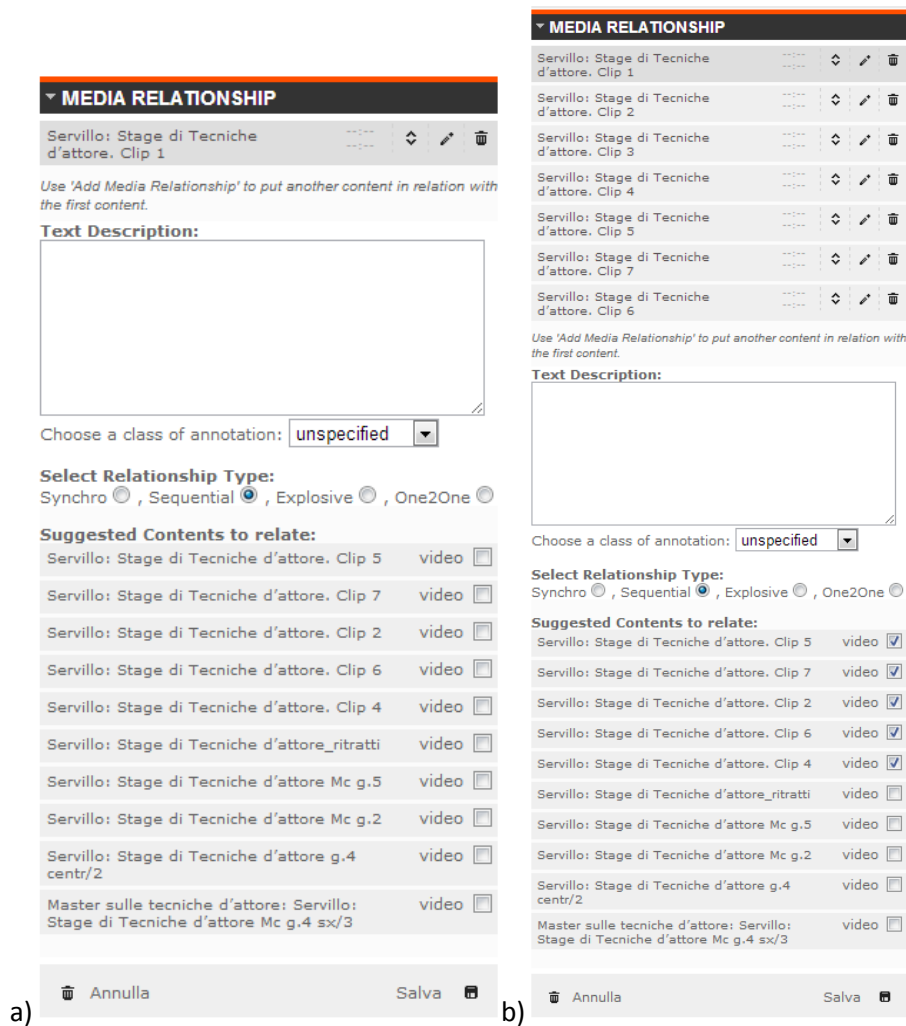 MEDIA RELATIONSHIP
Servillo: Stage di Tecniche
d'attore. Clip 1
--:--
--:--
Use 'Add Media Relationship' to put another content in relation with
the first content.
Text Description:
Choose a class of annotation: unspecified
Select Relationship Type:
Synchro , Sequential , Explosive , One2One
Suggested Contents to relate:
Servillo: Stage di Tecniche d'attore. Clip 5 video
Servillo: Stage di Tecniche d'attore. Clip 7 video
Servillo: Stage di Tecniche d'attore. Clip 2 video
Servillo: Stage di Tecniche d'attore. Clip 6 video
Servillo: Stage di Tecniche d'attore. Clip 4 video
Servillo: Stage di Tecniche d'attore_ritratti video
Servillo: Stage di Tecniche d'attore Mc g.5 video
Servillo: Stage di Tecniche d'attore Mc g.2 video
Servillo: Stage di Tecniche d'attore g.4 video
centr/2
Master sulle tecniche d'attore: Servillo: video
Stage di Tecniche d'attore Mc g.4 sx/3
Annulla Salva
a)
MEDIA RELATIONSHIP
Servillo: Stage di Tecniche
d'attore. Clip 1
--:--
--:--
Servillo: Stage di Tecniche
d'attore. Clip 2
--:--
--:--
Servillo: Stage di Tecniche
d'attore. Clip 3
--:--
--:--
Servillo: Stage di Tecniche
d'attore. Clip 4
--:--
--:--
Servillo: Stage di Tecniche
d'attore. Clip 5
--:--
--:--
Servillo: Stage di Tecniche
d'attore. Clip 7
--:--
--:--
Servillo: Stage di Tecniche
d'attore. Clip 6
--:--
--:--
Use 'Add Media Relationship' to put another content in relation with
the first content.
Text Description:
Choose a class of annotation: unspecified
Select Relationship Type:
Synchro , Sequential , Explosive , One2One
Suggested Contents to relate:
Servillo: Stage di Tecniche d'attore. Clip 5 video
Servillo: Stage di Tecniche d'attore. Clip 7 video
Servillo: Stage di Tecniche d'attore. Clip 2 video
Servillo: Stage di Tecniche d'attore. Clip 6 video
Servillo: Stage di Tecniche d'attore. Clip 4 video
Servillo: Stage di Tecniche d'attore_ritratti video
Servillo: Stage di Tecniche d'attore Mc g.5 video
Servillo: Stage di Tecniche d'attore Mc g.2 video
Servillo: Stage di Tecniche d'attore g.4 video
centr/2
Master sulle tecniche d'attore: Servillo: video
Stage di Tecniche d'attore Mc g.4 sx/3
Annulla Salva
b)